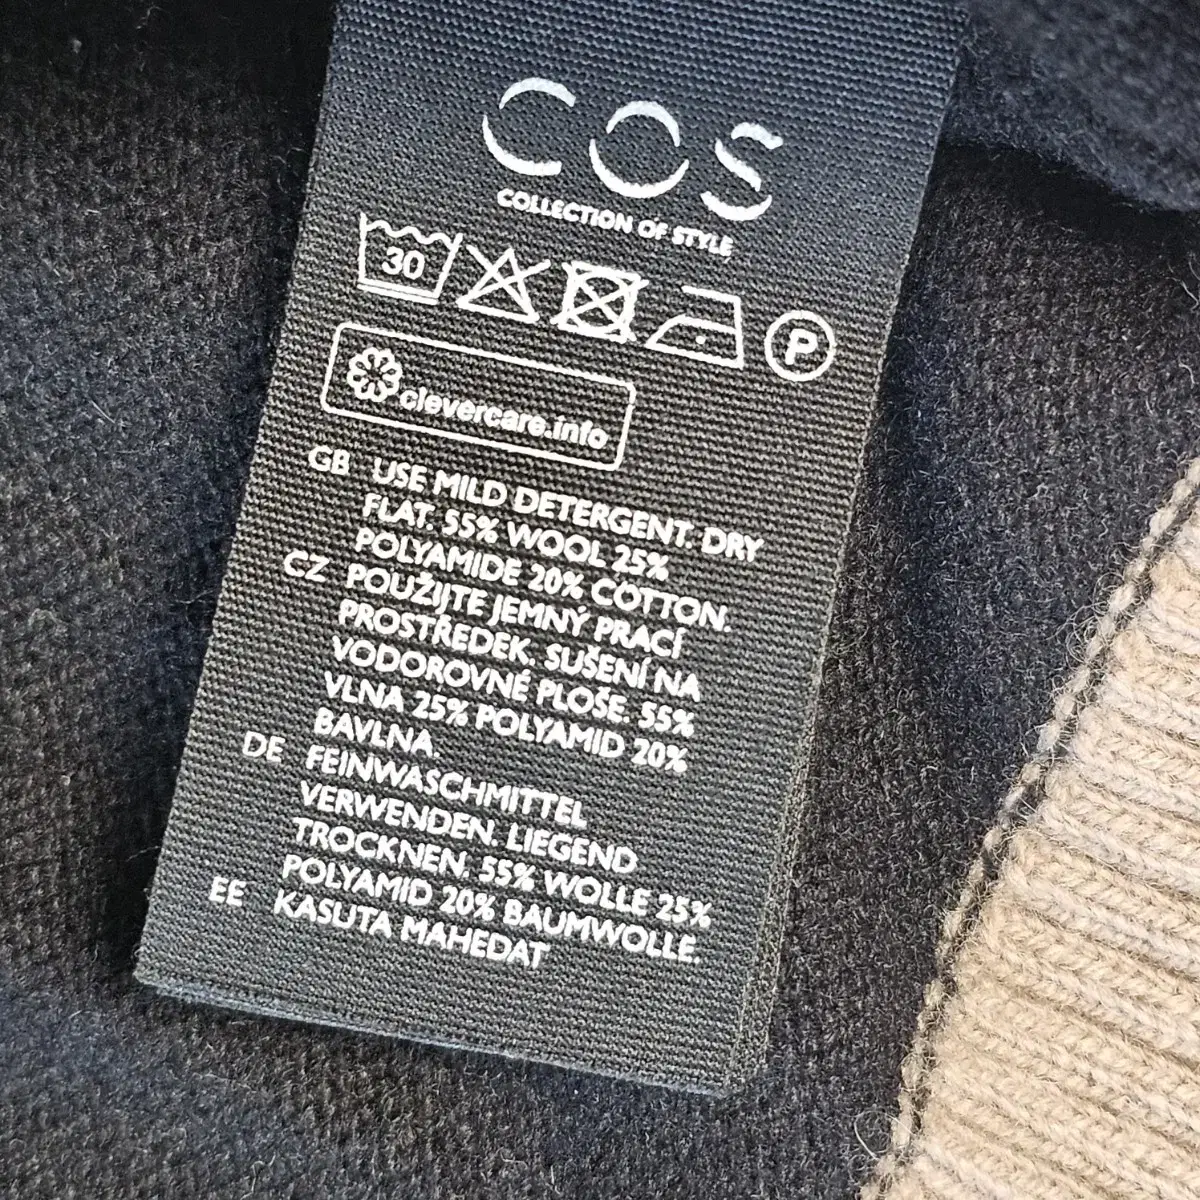 COS
COLLECTION OF STYLE
30
P
clevercare.info
GB USE MILD DETERGENT. DRY
FLAT. 55% WOOL 25%
POLYAMIDE 20% COTTON.
CZ POUŽIJTE JEMNÝ PRACÍ
PROSTŘEDEK. SUŠENÍ NA
VODOROVNÉ PLOŠE. 55%
VLNA 25% POLYAMID 20%
BAVLNA.
DE FEINWASCHMITTEL
VERWENDEN. LIEGEND
TROCKNEN. 55% WOLLE 25%
POLYAMID 20% BAUMWOLLE.
EE KASUTA MAHEDAT